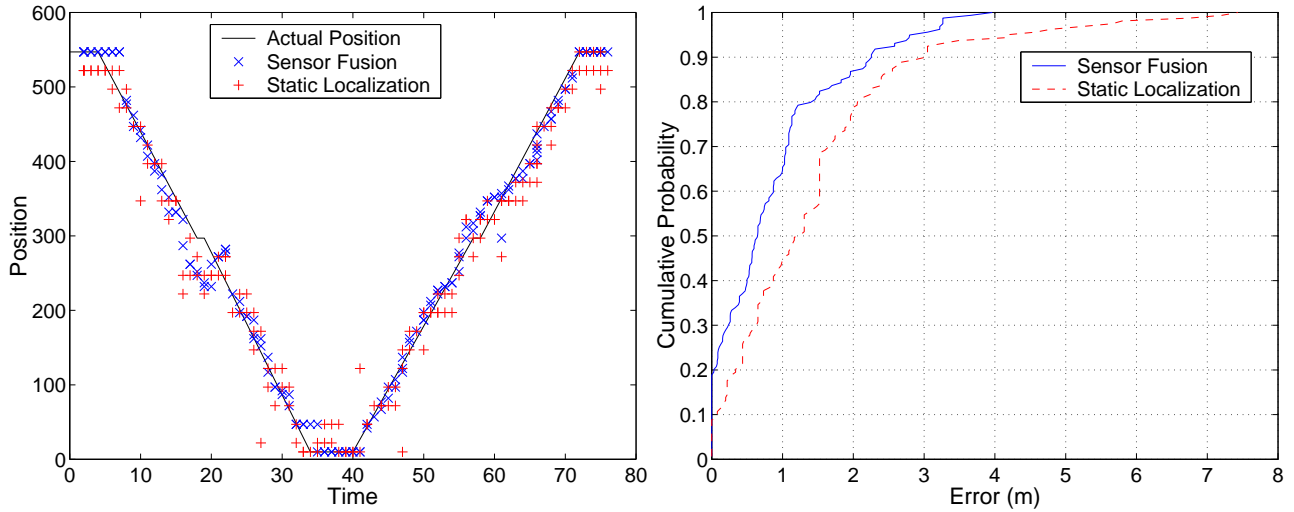 600
500
400
300
200
100
0
Position
0 10 20 30 40 50 60 70 80
Time
Actual Position
Sensor Fusion
Static Localization
1
0.9
0.8
0.7
0.6
0.5
0.4
0.3
0.2
0.1
Cumulative Probability
0 1 2 3 4 5 6 7 8
Error (m)
Sensor Fusion
Static Localization